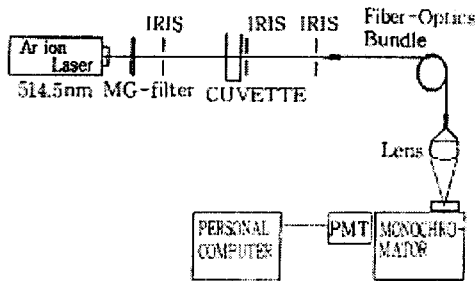 Fiber-Optics
Bundle
IRIS
IRIS
IRIS
Ar ion
Laser
514.5nm
MG-filter
CUVETTE
Lens
PERSONAL
COMPUTER
PMT
MONOCHRO-
MATOR